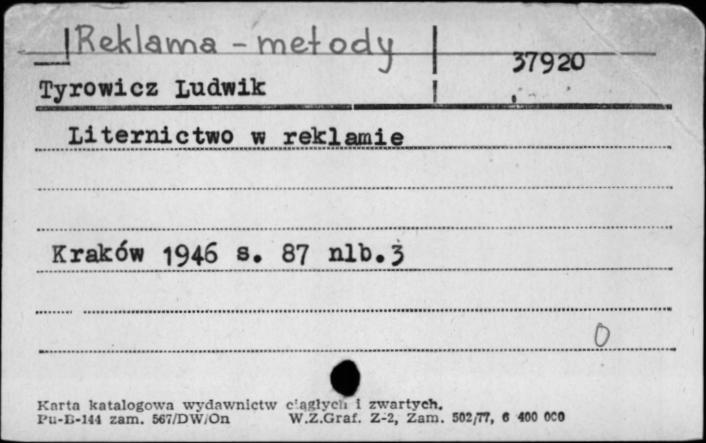 Reklama - metody
37920
Tyrowicz Ludwik
Liternictwo w reklamie
Kraków 1946 s. 87 nlb.3
0
Karta katalogowa wydawnictw ciągłych i zwartych.
Pu-B-144 zam. 567/DW/On W.Z.Graf. Z-2, Zam. 502/77, 6 400 000